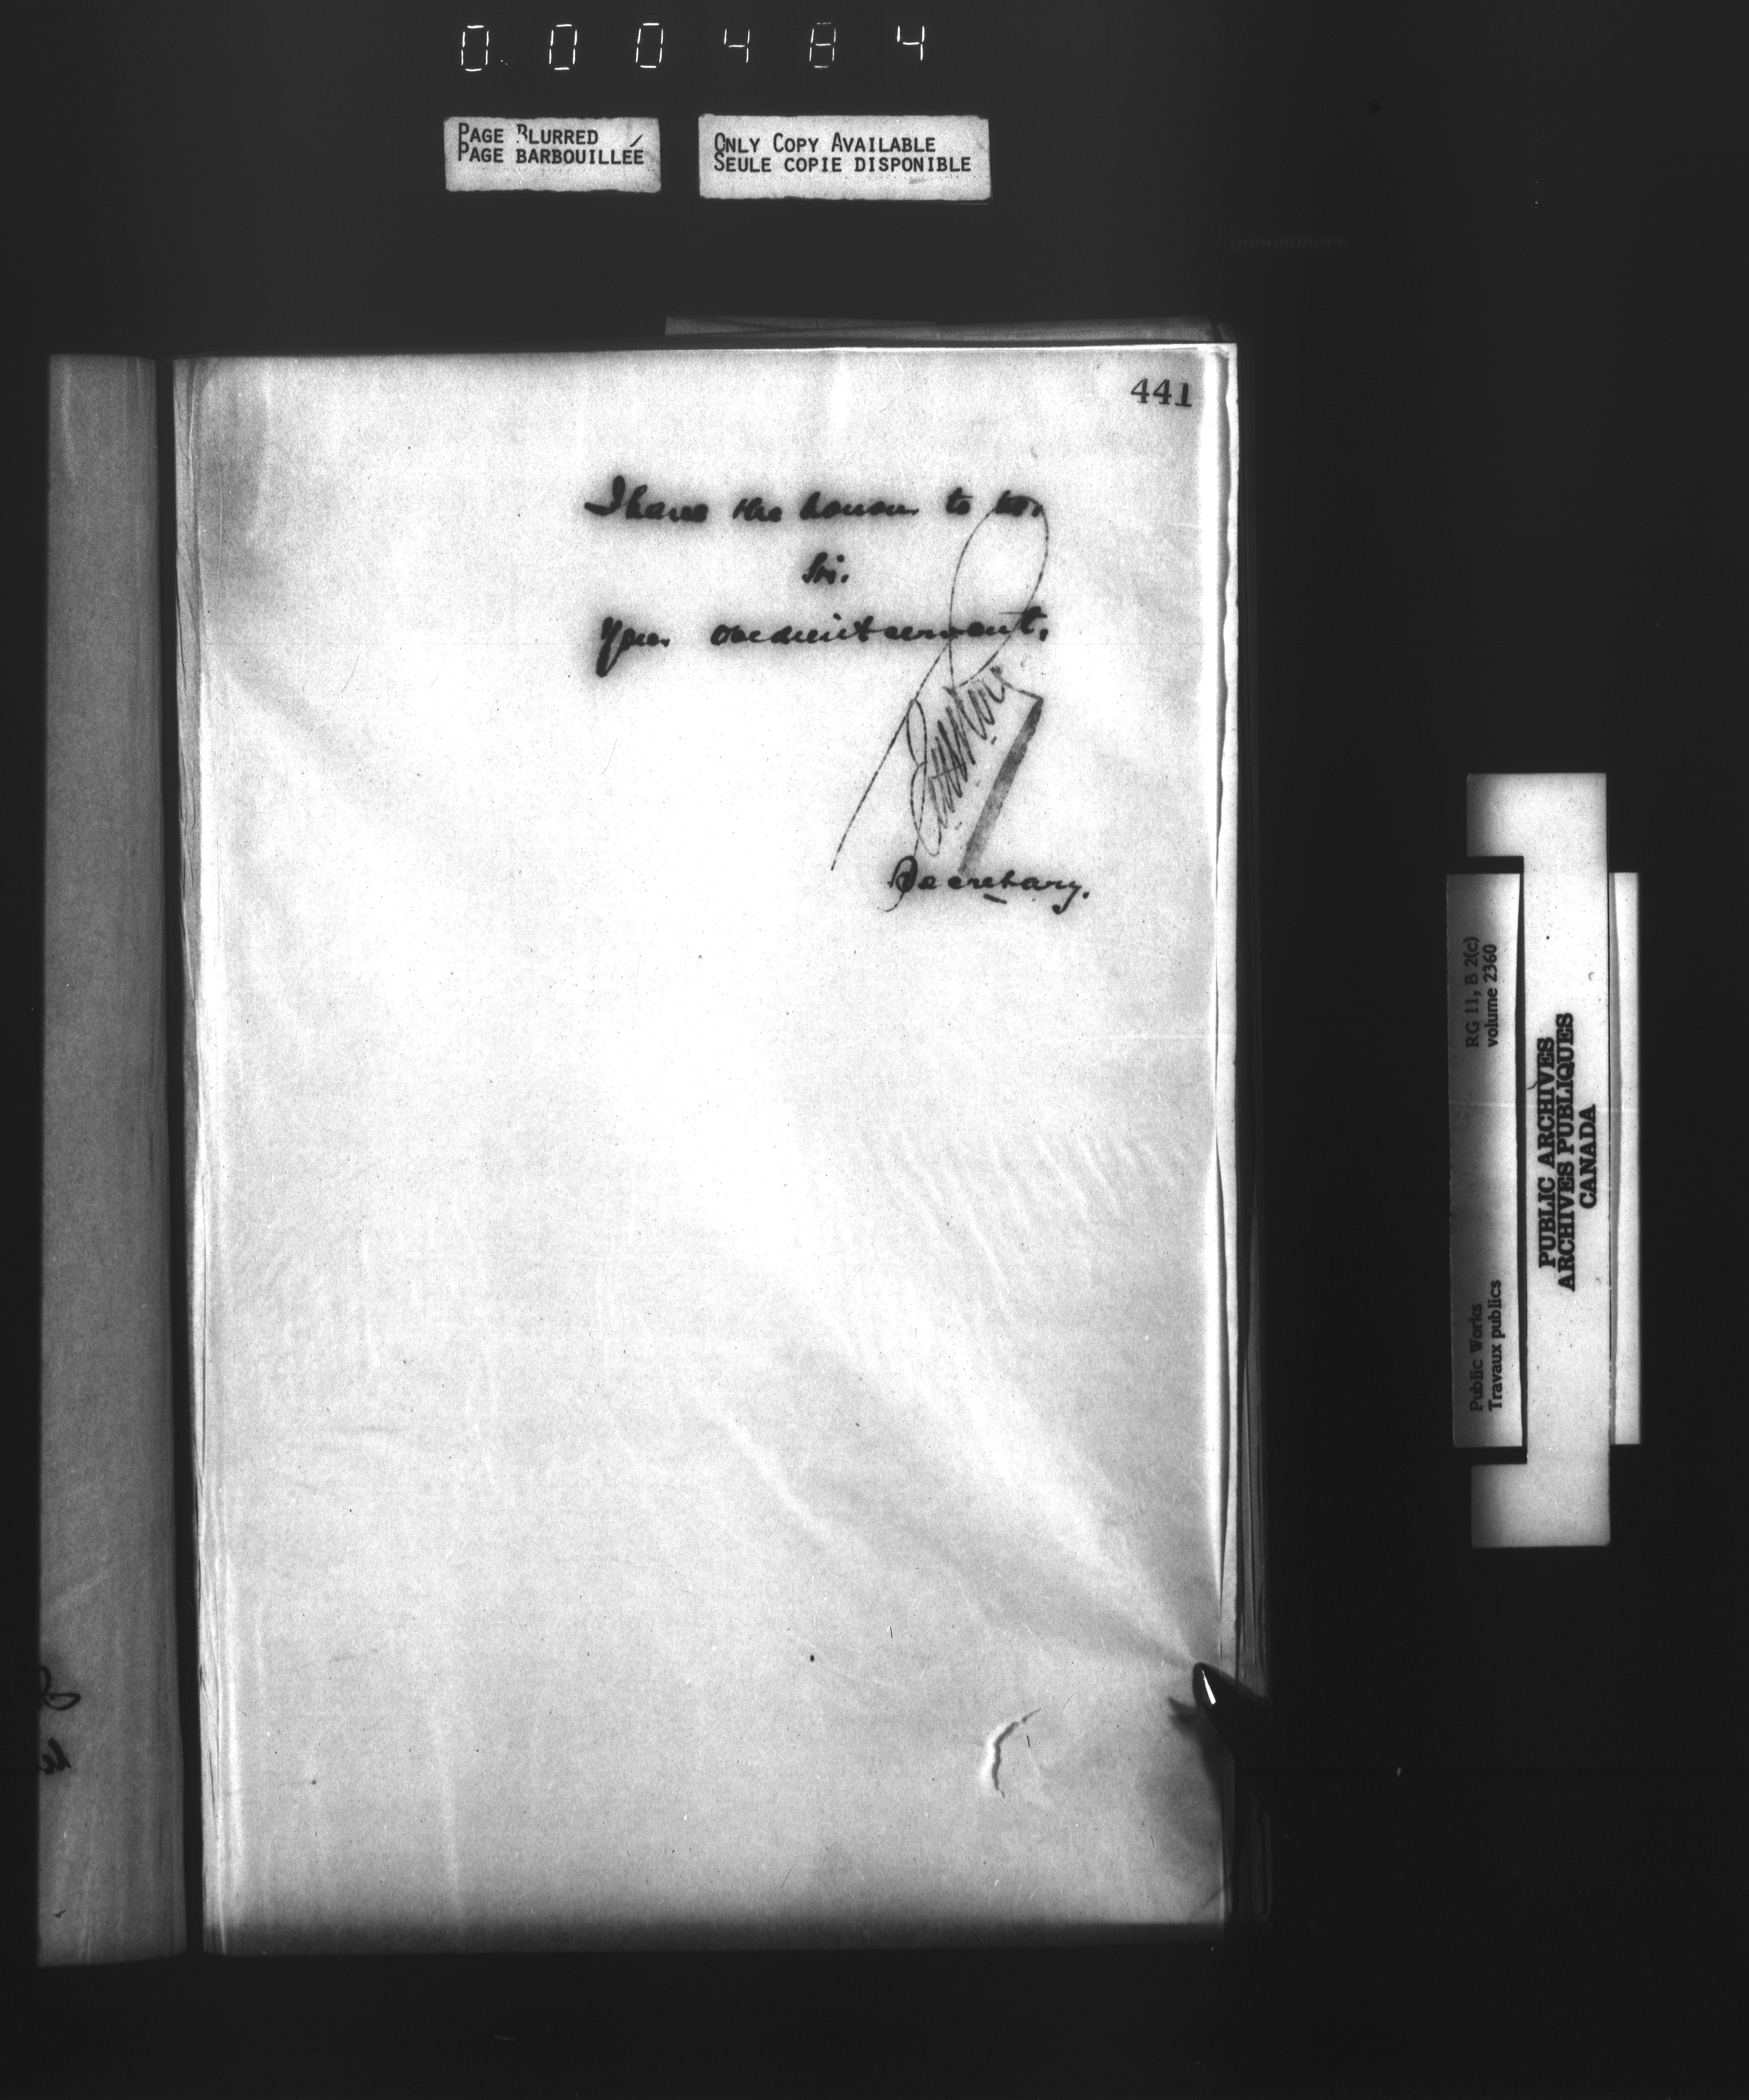 0 0 0 4 8 4
PAGE BLURRED
PAGE BARBOUILLÉE
ONLY COPY AVAILABLE
SEULE COPIE DISPONIBLE
441
I have the honour to be,
Sir.
Your obedient servant,
Secretary.
RG 11, B 2(c)
volume 2360
Public Works
Travaux publics
PUBLIC ARCHIVES
ARCHIVES PUBLIQUES
CANADA